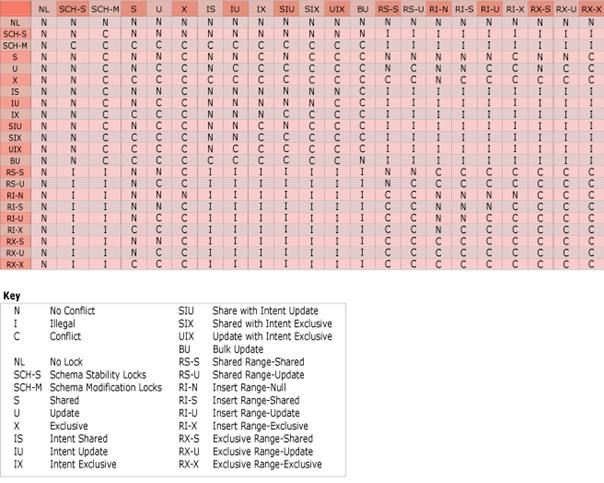 NL SCH-S SCH-M S U X IS IU IX SIU SIX UIX BU RS-S RS-U RI-N RI-S RI-U RI-X RX-S RX-U RX-X
NL N N N N N N N N N N N N N N N N N N N N N N
SCH-S N N C N N N N N N N N N N I I I I I I I I I
SCH-M N C C C C C C C C C C C C I I I I I I I I I
S N N C N N C N N C N C C C N N N N N C N N C
U N N C N C C N C C C C C C N C N N C C N C C
X N N C C C C C C C C C C C C C N C C C C C C
IS N N C N N C N N N N N N C I I I I I I I I I
IU N N C N C C N N N N N C C I I I I I I I I I
IX N N C C C C N N N C C C C I I I I I I I I I
SIU N N C N C C N N C N C C C I I I I I I I I I
SIX N N C C C C N N C C C C C I I I I I I I I I
UIX N N C C C C N C C C C C C I I I I I I I I I
BU N N C C C C C C C C C C N I I I I I I I I I
RS-S N I I N N C I I I I I I I N N C C C C C C C
RS-U N I I N C C I I I I I I I N C C C C C C C C
RI-N N I I N N N I I I I I I I C C N N N N C C C
RI-S N I I N N C I I I I I I I C C N N N C C C C
RI-U N I I N C C I I I I I I I C C N N C C C C C
RI-X N I I C C C I I I I I I I C C N C C C C C C
RX-S N I I N N C I I I I I I I C C C C C C C C C
RX-U N I I N C C I I I I I I I C C C C C C C C C
RX-X N I I C C C I I I I I I I C C C C C C C C C
Key
N No Conflict SIU Share with Intent Update
I Illegal SIX Shared with Intent Exclusive
C Conflict UIX Update with Intent Exclusive
BU Bulk Update
NL No Lock RS-S Shared Range-Shared
SCH-S Schema Stability Locks RS-U Shared Range-Update
SCH-M Schema Modification Locks RI-N Insert Range-Null
S Shared RI-S Insert Range-Shared
U Update RI-U Insert Range-Update
X Exclusive RI-X Insert Range-Exclusive
IS Intent Shared RX-S Exclusive Range-Shared
IU Intent Update RX-U Exclusive Range-Update
IX Intent Exclusive RX-X Exclusive Range-Exclusive